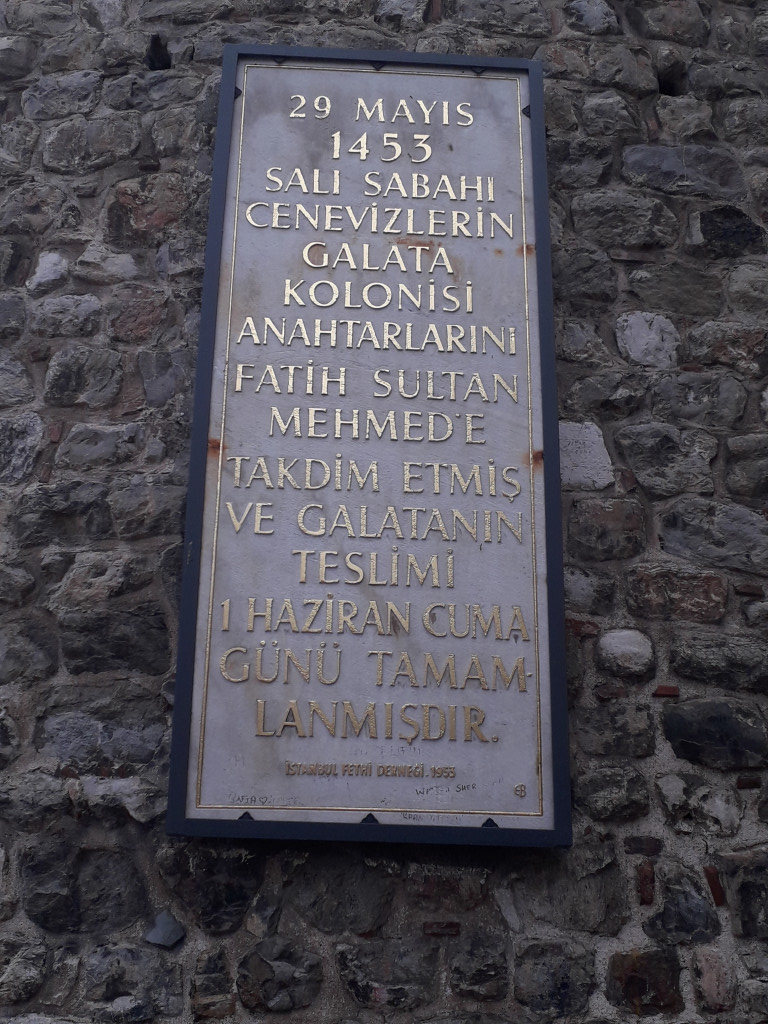 29 MAYIS
1453
SALI SABAHI
CENEVİZLERİN
GALATA
KOLONİSİ
ANAHTARLARINI
FATİH SULTAN
MEHMED'E
TAKDİM ETMİŞ
VE GALATANIN
TESLİMİ
1 HAZİRAN CUMA
GÜNÜ TAMAM-
LANMIŞDIR.
İSTANBUL FETHİ DERNEĞİ.1953